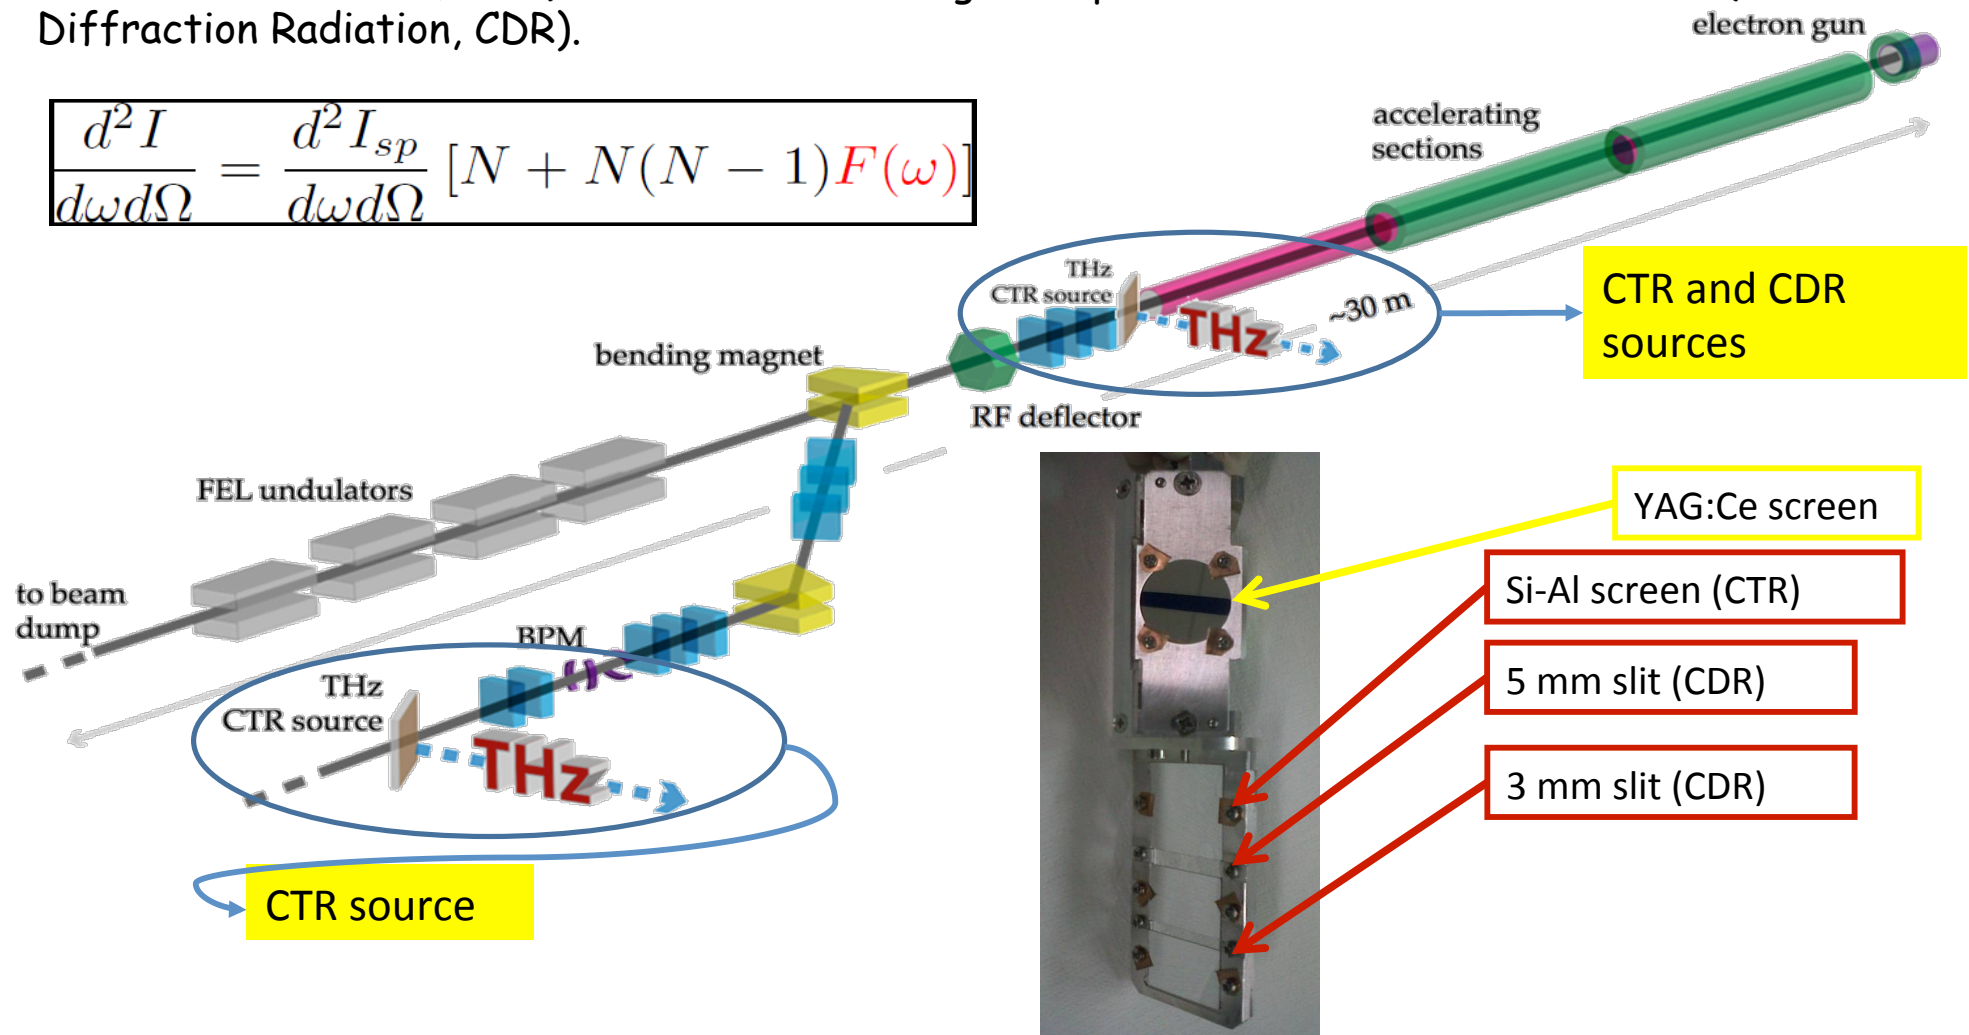 Diffraction Radiation, CDR).
electron gun
d²I/dωdΩ = d²I_sp/dωdΩ [N + N(N − 1)F(ω)]
accelerating
sections
THz
CTR source
THz
~30 m
CTR and CDR
sources
bending magnet
RF deflector
FEL undulators
YAG:Ce screen
Si-Al screen (CTR)
5 mm slit (CDR)
3 mm slit (CDR)
to beam
dump
BPM
THz
CTR source
THz
CTR source